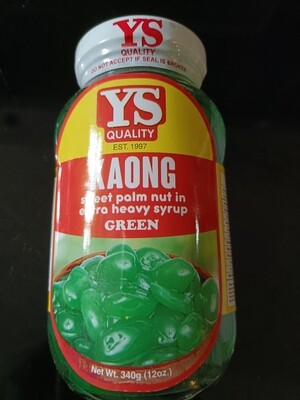 YS
QUALITY
DO NOT ACCEPT IF SEAL IS BROKEN
YS
QUALITY
EST. 1997
KAONG
sweet palm nut in
extra heavy syrup
GREEN
Net Wt. 340g (12oz.)